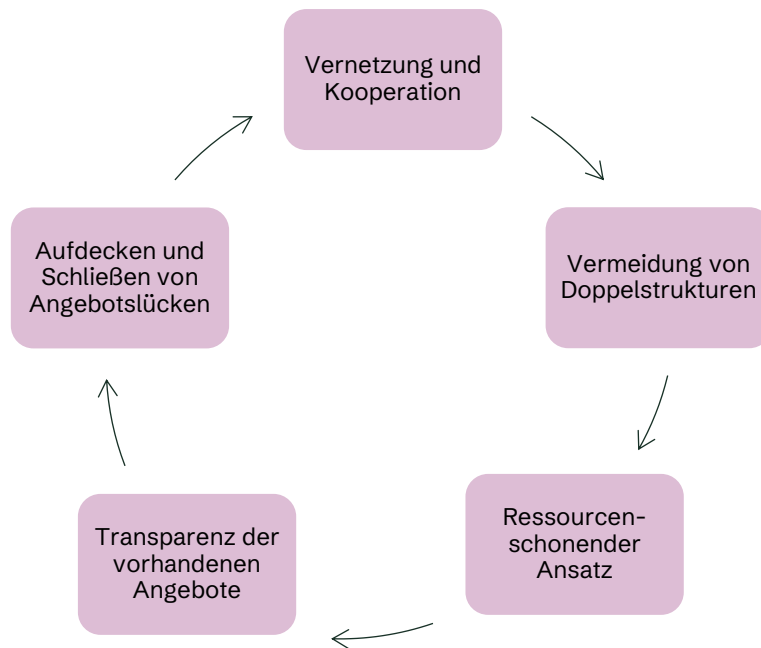 Vernetzung und
Kooperation
Vermeidung von
Doppelstrukturen
Ressourcen-
schonender
Ansatz
Transparenz der
vorhandenen
Angebote
Aufdecken und
Schließen von
Angebotslücken